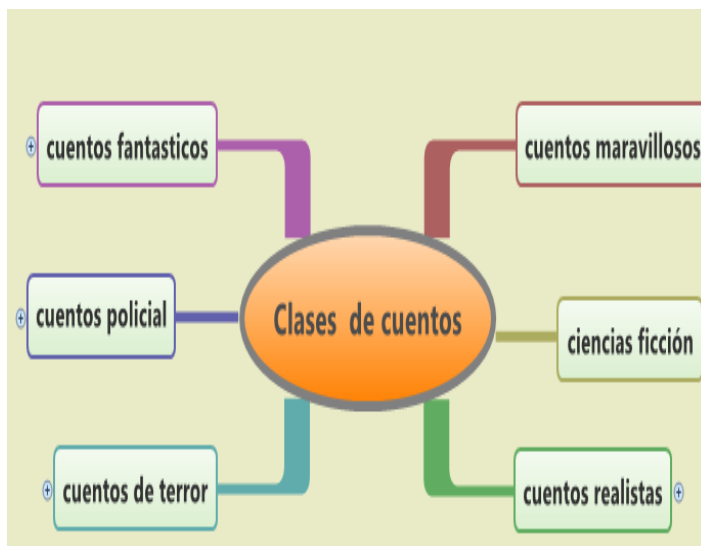 cuentos fantasticos
cuentos maravillosos
cuentos policial
Clases de cuentos
ciencias ficción
cuentos de terror
cuentos realistas